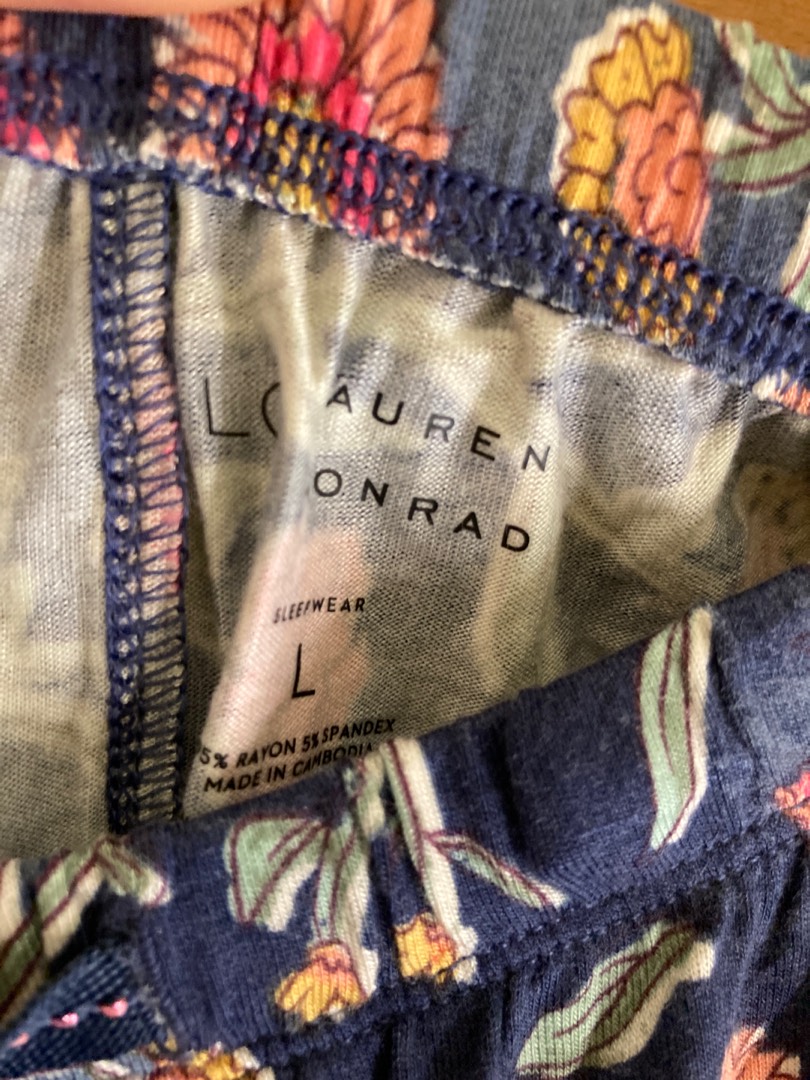 LC AUREN
ONRAD
SLEEPWEAR
L
5% RAYON 5% SPANDEX
MADE IN CAMBODIA